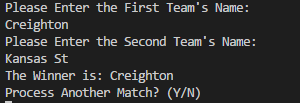 Please Enter the First Team's Name:
Creighton
Please Enter the Second Team's Name:
Kansas St
The Winner is: Creighton
Process Another Match? (Y/N)